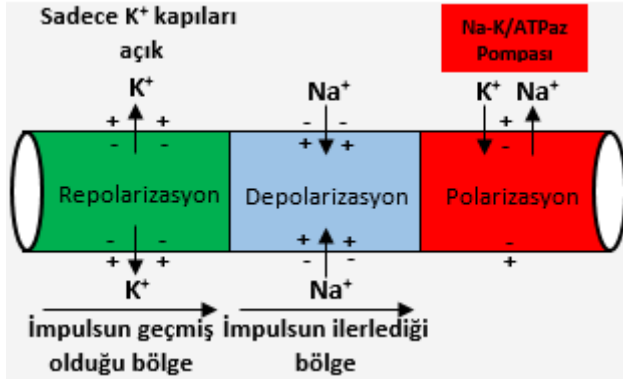 Sadece K⁺ kapıları
açık
Na-K/ATPaz
Pompası
K⁺
Na⁺
K⁺ Na⁺
+ + - - +
- - + + -
Repolarizasyon
Depolarizasyon
Polarizasyon
- - + + -
+ + - - +
K⁺
Na⁺
İmpulsun geçmiş
olduğu bölge
İmpulsun ilerlediği
bölge